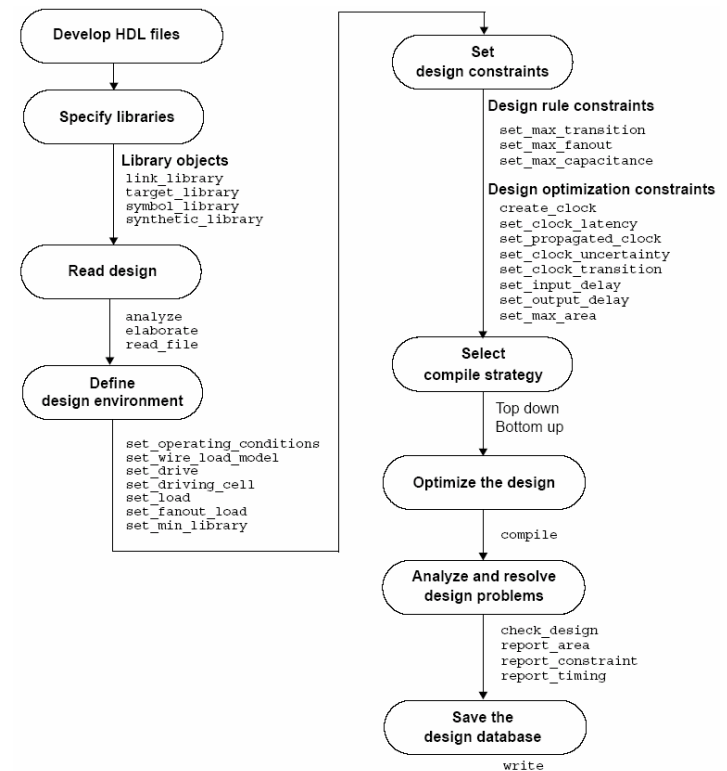 Develop HDL files
Specify libraries
Library objects
link_library
target_library
symbol_library
synthetic_library
Read design
analyze
elaborate
read_file
Define
design environment
set_operating_conditions
set_wire_load_model
set_drive
set_driving_cell
set_load
set_fanout_load
set_min_library
Set
design constraints
Design rule constraints
set_max_transition
set_max_fanout
set_max_capacitance
Design optimization constraints
create_clock
set_clock_latency
set_propagated_clock
set_clock_uncertainty
set_clock_transition
set_input_delay
set_output_delay
set_max_area
Select
compile strategy
Top down
Bottom up
Optimize the design
compile
Analyze and resolve
design problems
check_design
report_area
report_constraint
report_timing
Save the
design database
write